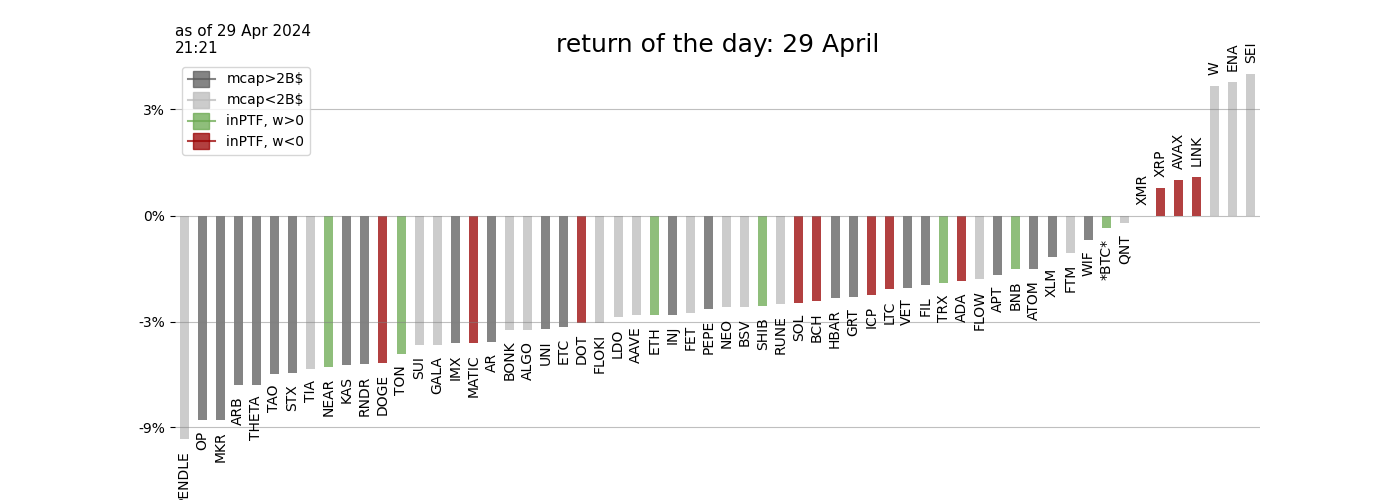 as of 29 Apr 2024
21:21
return of the day: 29 April
mcap>2B$
mcap<2B$
inPTF, w>0
inPTF, w<0
3%
0%
-3%
-9%
OP
MKR
ARB
THETA
TAO
STX
TIA
NEAR
KAS
RNDR
DOGE
TON
SUI
GALA
IMX
MATIC
AR
BONK
ALGO
UNI
ETC
DOT
FLOKI
LDO
AAVE
ETH
INJ
FET
PEPE
NEO
BSV
SHIB
RUNE
SOL
BCH
HBAR
GRT
ICP
LTC
VET
FIL
TRX
ADA
FLOW
APT
BNB
ATOM
XLM
FTM
WIF
*BTC*
QNT
XMR
XRP
AVAX
LINK
W
ENA
SEI